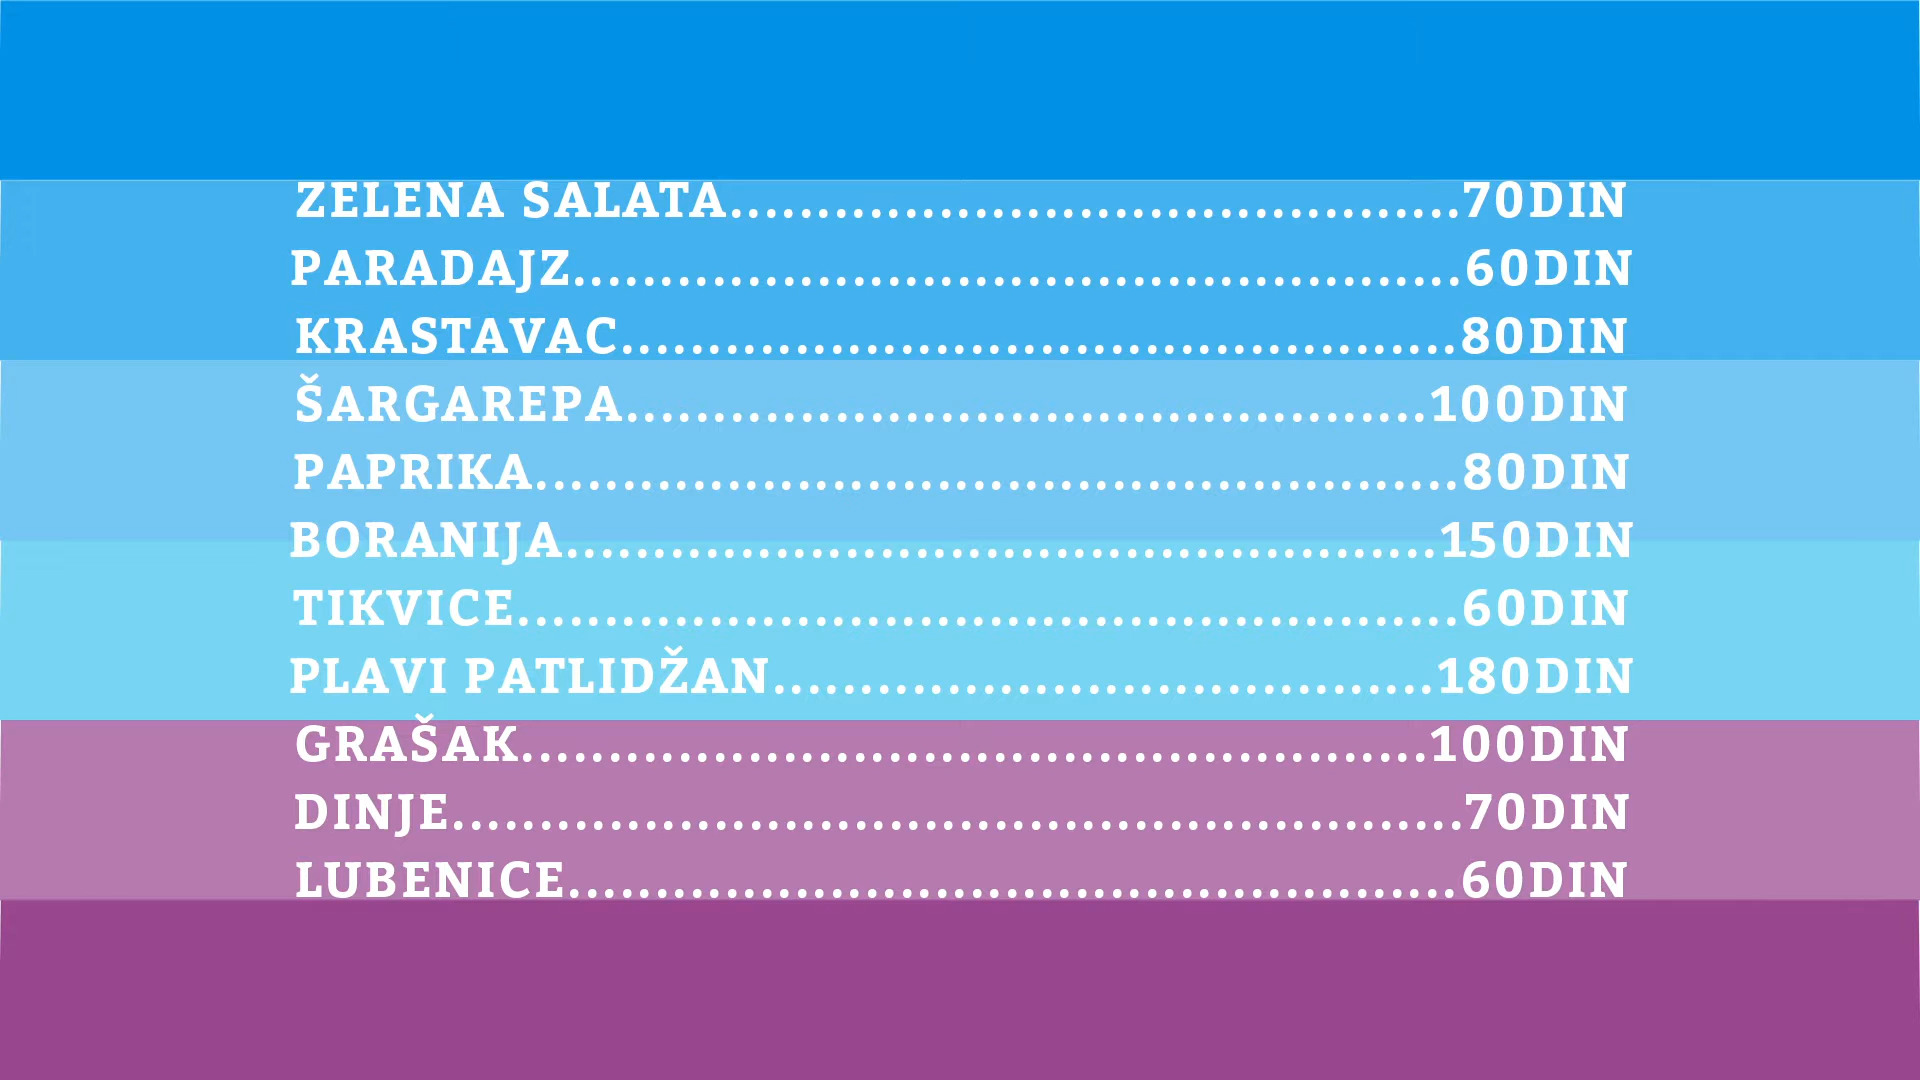 ZELENA SALATA..........................................70DIN
PARADAJZ...................................................60DIN
KRASTAVAC................................................80DIN
ŠARGAREPA..............................................100DIN
PAPRIKA.....................................................80DIN
BORANIJA..................................................150DIN
TIKVICE......................................................60DIN
PLAVI PATLIDŽAN......................................180DIN
GRAŠAK....................................................100DIN
DINJE..........................................................70DIN
LUBENICE...................................................60DIN